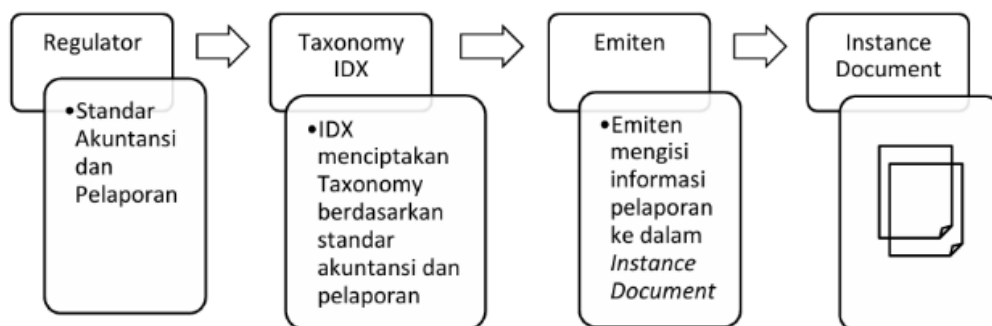 Regulator
•Standar
Akuntansi
dan
Pelaporan
Taxonomy
IDX
•IDX
menciptakan
Taxonomy
berdasarkan
standar
akuntansi dan
pelaporan
Emiten
•Emiten
mengisi
informasi
pelaporan
ke dalam
Instance
Document
Instance
Document